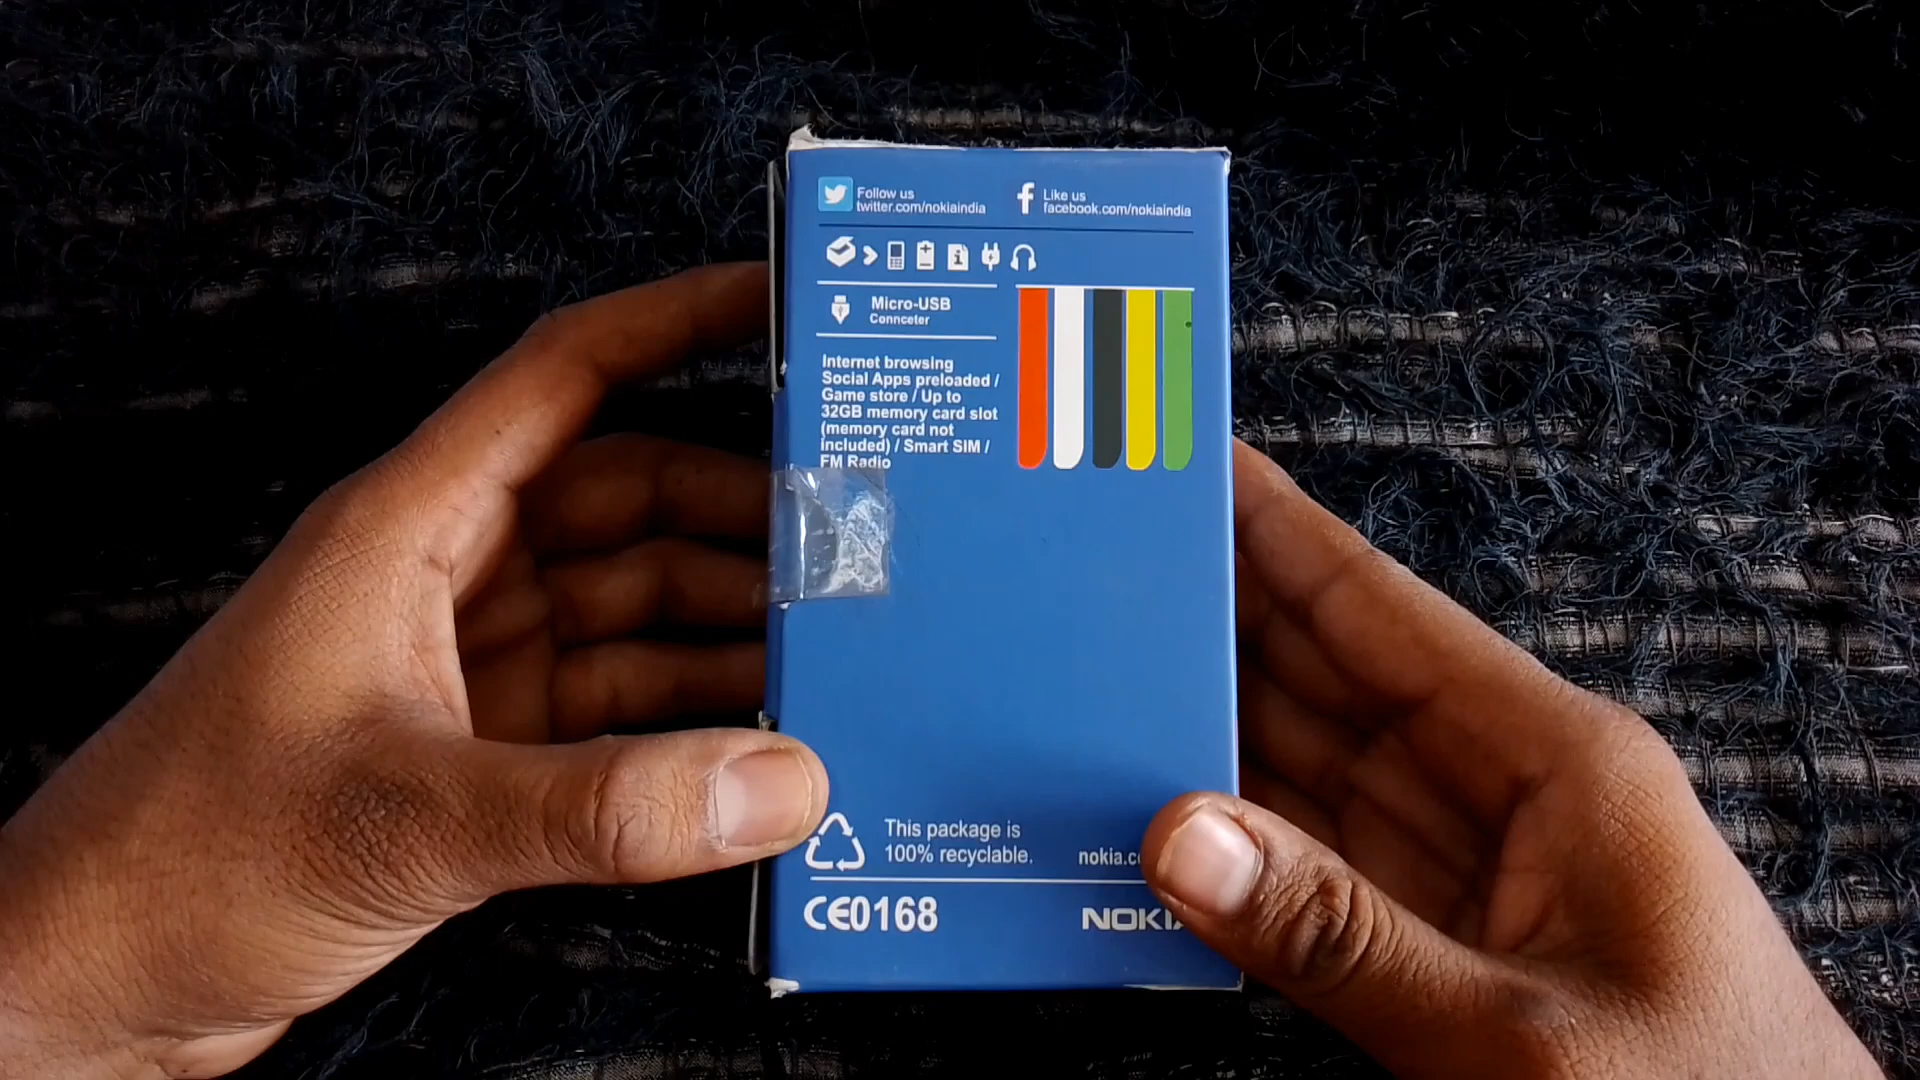 Follow us
twitter.com/nokiaindia
Like us
facebook.com/nokiaindia
Micro-USB
Connceter
Internet browsing
Social Apps preloaded /
Game store / Up to
32GB memory card slot
(memory card not
included) / Smart SIM /
FM Radio
This package is
100% recyclable.
nokia.c
CE0168
NOKIA